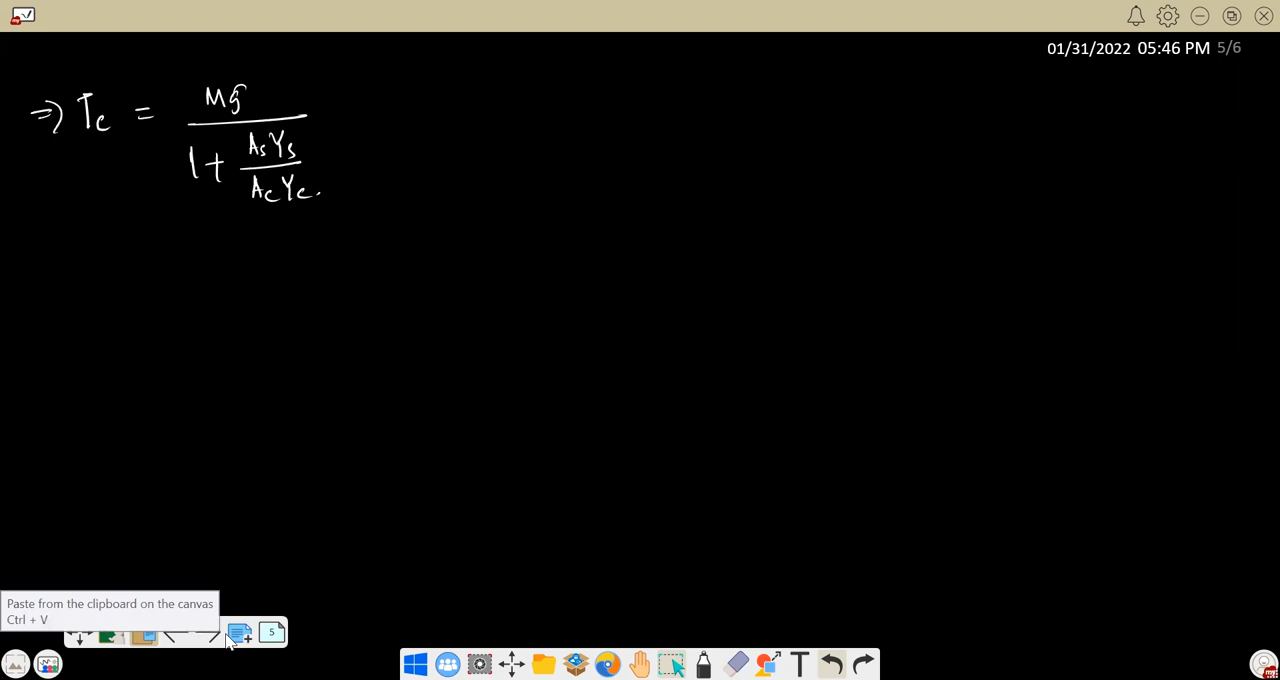 01/31/2022 05:46 PM 5/6
⇒ Tc = Mg / (1 + AsYs / AcYc.)
Paste from the clipboard on the canvas
Ctrl + V
5
T